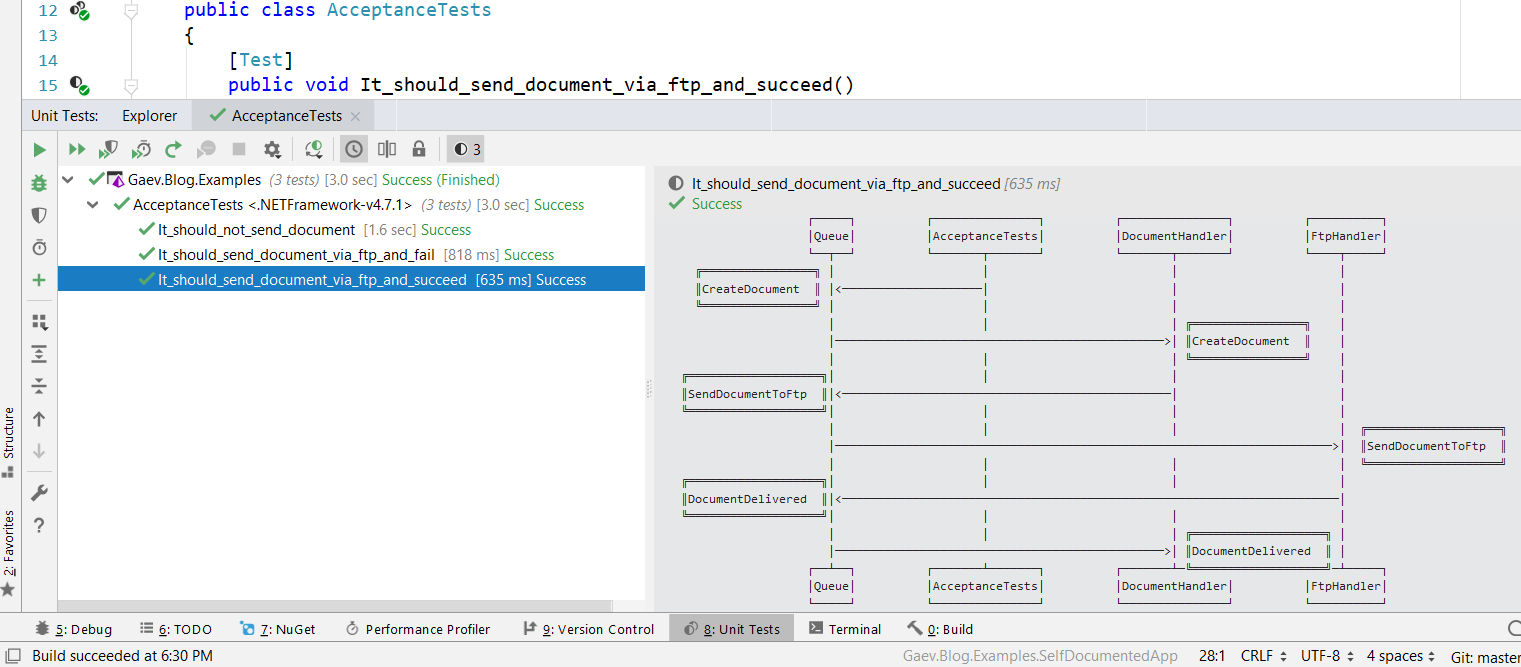 12 public class AcceptanceTests
13 {
14 [Test]
15 public void It_should_send_document_via_ftp_and_succeed()
Unit Tests: Explorer AcceptanceTests
3
Gaev.Blog.Examples (3 tests) [3.0 sec] Success (Finished)
AcceptanceTests <.NETFramework-v4.7.1> (3 tests) [3.0 sec] Success
It_should_not_send_document [1.6 sec] Success
It_should_send_document_via_ftp_and_fail [818 ms] Success
It_should_send_document_via_ftp_and_succeed [635 ms] Success
It_should_send_document_via_ftp_and_succeed [635 ms]
Success
Queue AcceptanceTests DocumentHandler FtpHandler
CreateDocument
CreateDocument
SendDocumentToFtp
SendDocumentToFtp
DocumentDelivered
DocumentDelivered
Queue AcceptanceTests DocumentHandler FtpHandler
Structure
2: Favorites
5: Debug 6: TODO 7: NuGet Performance Profiler 9: Version Control 8: Unit Tests Terminal 0: Build
Build succeeded at 6:30 PM Gaev.Blog.Examples.SelfDocumentedApp 28:1 CRLF UTF-8 4 spaces Git: master